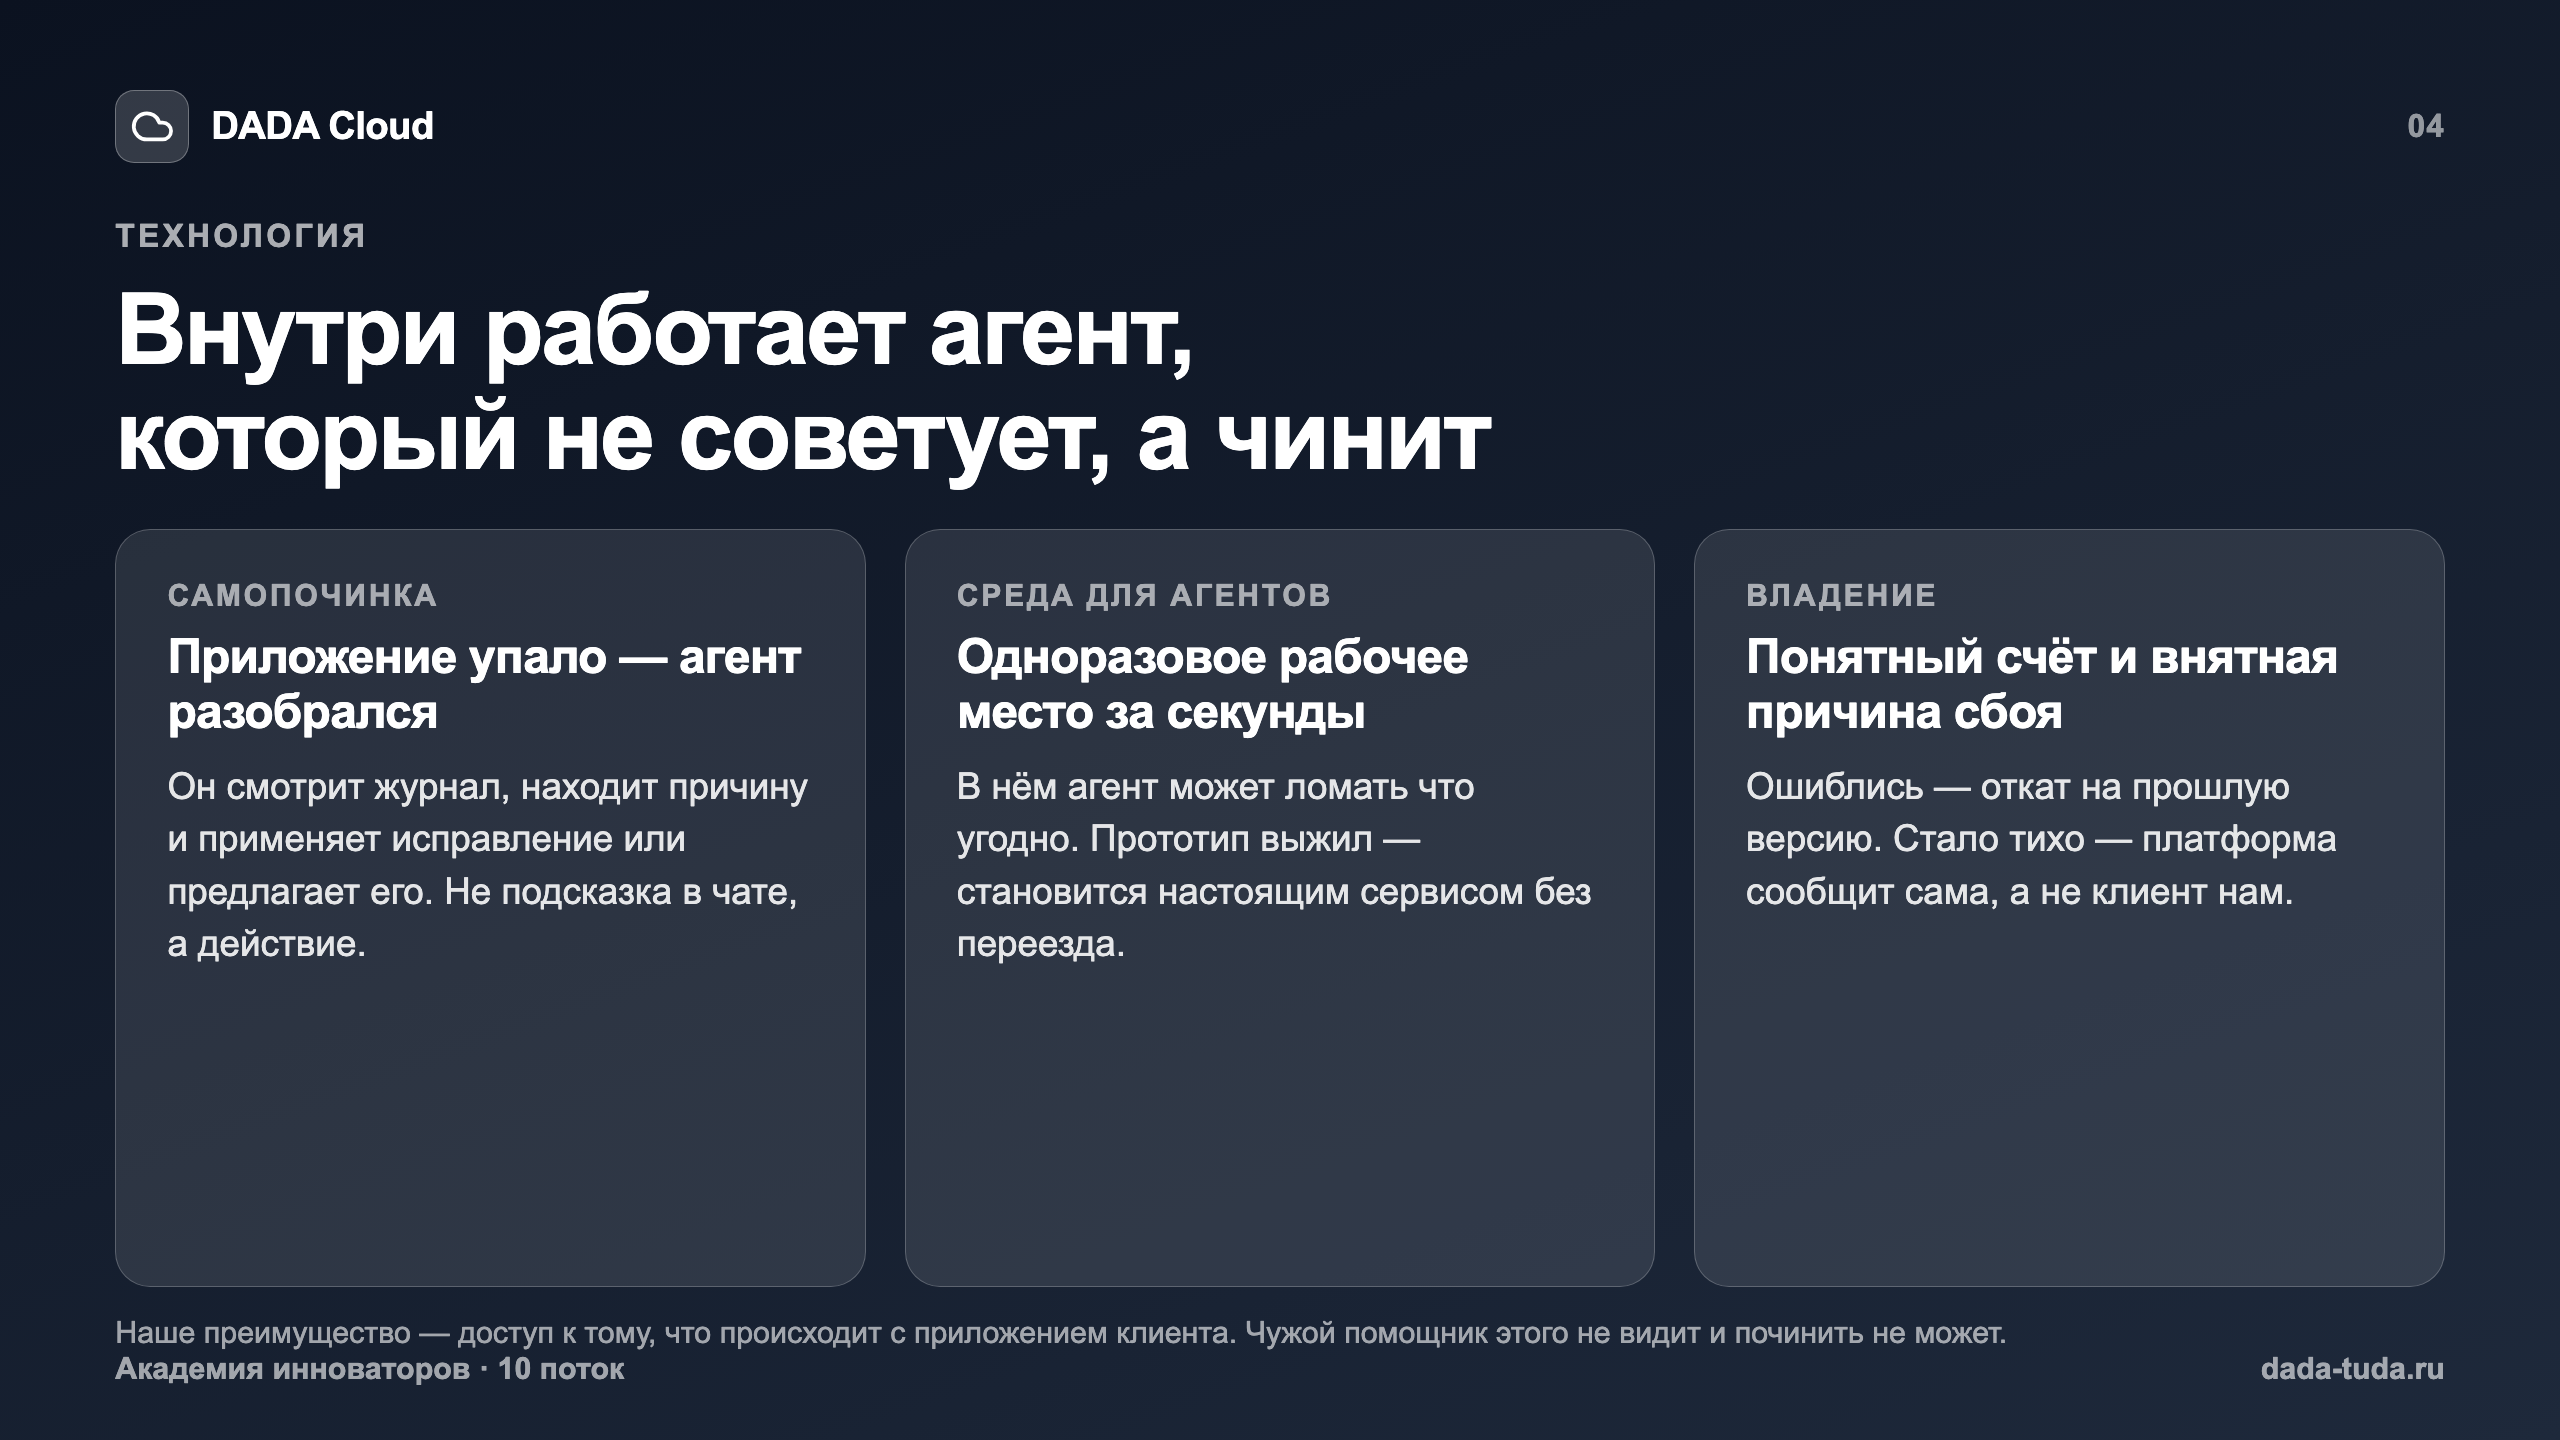 DADA Cloud
04
ТЕХНОЛОГИЯ
Внутри работает агент,
который не советует, а чинит
САМОПОЧИНКА
Приложение упало — агент
разобрался
Он смотрит журнал, находит причину
и применяет исправление или
предлагает его. Не подсказка в чате,
а действие.
СРЕДА ДЛЯ АГЕНТОВ
Одноразовое рабочее
место за секунды
В нём агент может ломать что
угодно. Прототип выжил —
становится настоящим сервисом без
переезда.
ВЛАДЕНИЕ
Понятный счёт и внятная
причина сбоя
Ошиблись — откат на прошлую
версию. Стало тихо — платформа
сообщит сама, а не клиент нам.
Наше преимущество — доступ к тому, что происходит с приложением клиента. Чужой помощник этого не видит и починить не может.
Академия инноваторов · 10 поток
dada-tuda.ru